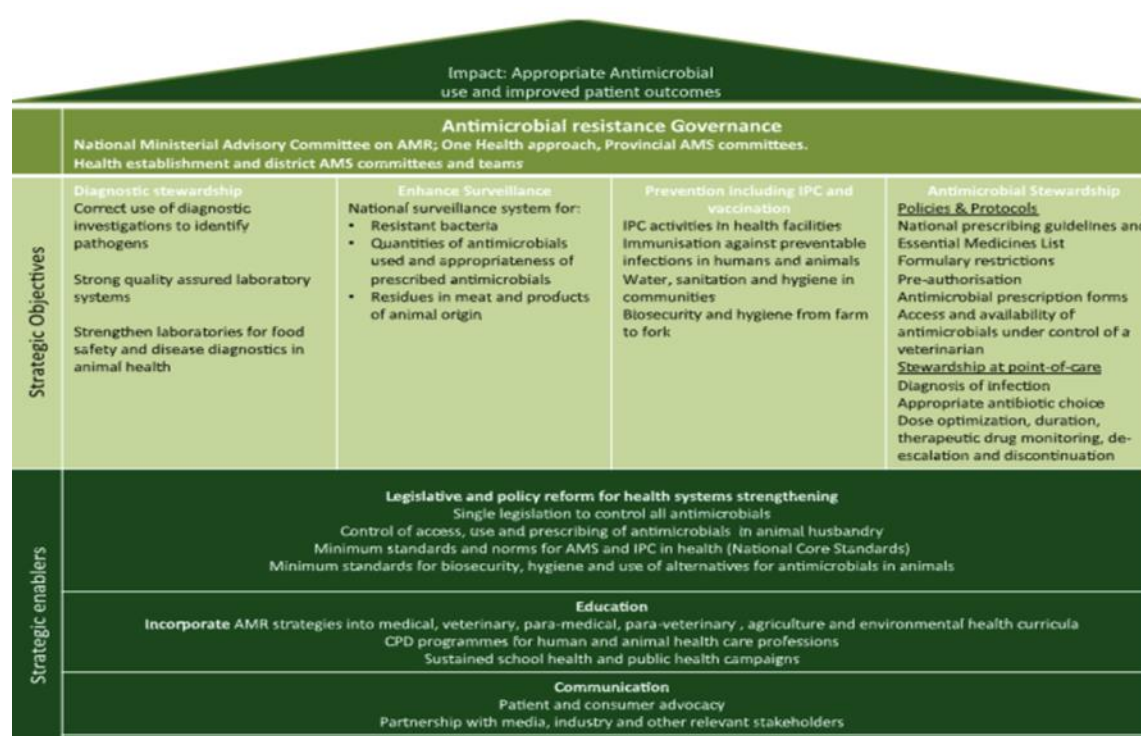 Impact: Appropriate Antimicrobial
use and improved patient outcomes
Antimicrobial resistance Governance
National Ministerial Advisory Committee on AMR; One Health approach, Provincial AMS committees.
Health establishment and district AMS committees and teams
Strategic Objectives
Diagnostic stewardship
Correct use of diagnostic
investigations to identify
pathogens
Strong quality assured laboratory
systems
Strengthen laboratories for food
safety and disease diagnostics in
animal health
Enhance Surveillance
National surveillance system for:
• Resistant bacteria
• Quantities of antimicrobials
used and appropriateness of
prescribed antimicrobials
• Residues in meat and products
of animal origin
Prevention including IPC and
vaccination
IPC activities in health facilities
Immunisation against preventable
infections in humans and animals
Water, sanitation and hygiene in
communities
Biosecurity and hygiene from farm
to fork
Antimicrobial Stewardship
Policies & Protocols
National prescribing guidelines and
Essential Medicines List
Formulary restrictions
Pre-authorisation
Antimicrobial prescription forms
Access and availability of
antimicrobials under control of a
veterinarian
Stewardship at point-of-care
Diagnosis of infection
Appropriate antibiotic choice
Dose optimization, duration,
therapeutic drug monitoring, de-
escalation and discontinuation
Strategic enablers
Legislative and policy reform for health systems strengthening
Single legislation to control all antimicrobials
Control of access, use and prescribing of antimicrobials in animal husbandry
Minimum standards and norms for AMS and IPC in health (National Core Standards)
Minimum standards for biosecurity, hygiene and use of alternatives for antimicrobials in animals
Education
Incorporate AMR strategies into medical, veterinary, para-medical, para-veterinary , agriculture and environmental health curricula
CPD programmes for human and animal health care professions
Sustained school health and public health campaigns
Communication
Patient and consumer advocacy
Partnership with media, industry and other relevant stakeholders